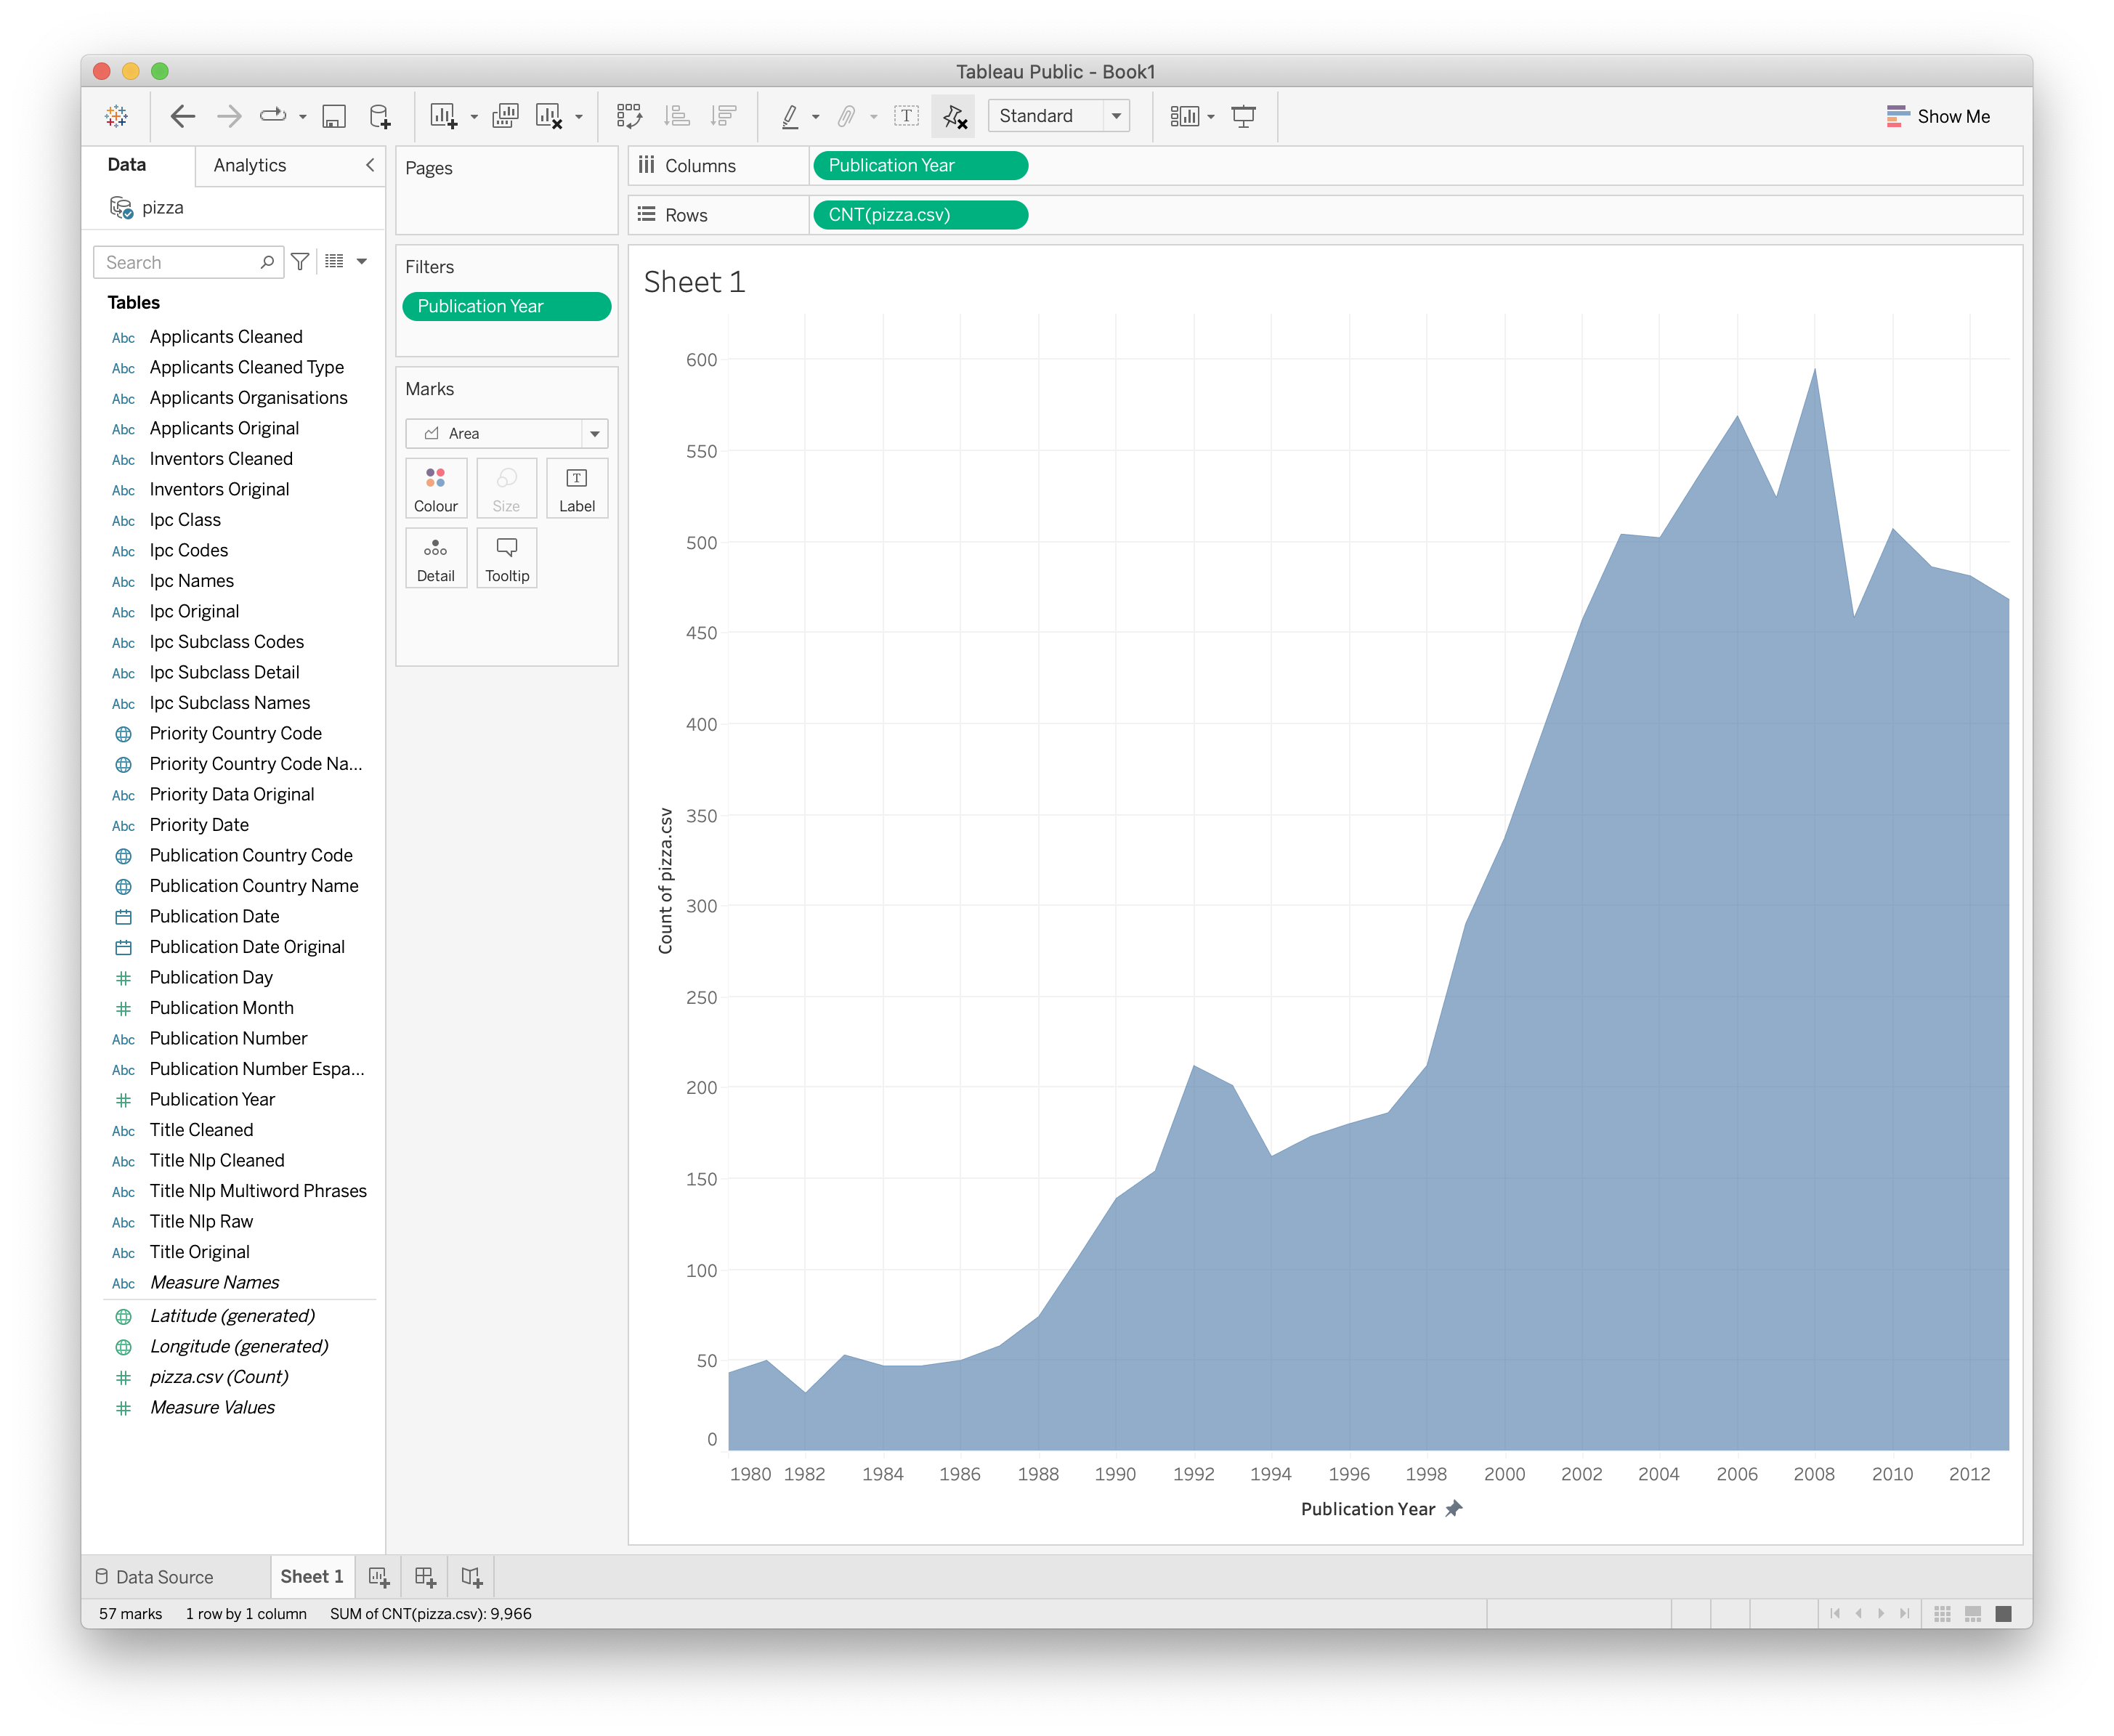 Tableau Public - Book1
Standard
Show Me
Data
Analytics
pizza
Search
Tables
Abc Applicants Cleaned
Abc Applicants Cleaned Type
Abc Applicants Organisations
Abc Applicants Original
Abc Inventors Cleaned
Abc Inventors Original
Abc Ipc Class
Abc Ipc Codes
Abc Ipc Names
Abc Ipc Original
Abc Ipc Subclass Codes
Abc Ipc Subclass Detail
Abc Ipc Subclass Names
Priority Country Code
Priority Country Code Na...
Abc Priority Data Original
Abc Priority Date
Publication Country Code
Publication Country Name
Publication Date
Publication Date Original
# Publication Day
# Publication Month
Abc Publication Number
Abc Publication Number Espa...
# Publication Year
Abc Title Cleaned
Abc Title Nlp Cleaned
Abc Title Nlp Multiword Phrases
Abc Title Nlp Raw
Abc Title Original
Abc Measure Names
Latitude (generated)
Longitude (generated)
# pizza.csv (Count)
# Measure Values
Pages
Filters
Publication Year
Marks
Area
Colour
Size
T
Label
Detail
Tooltip
Columns
Publication Year
Rows
CNT(pizza.csv)
Sheet 1
Count of pizza.csv
600
550
500
450
400
350
300
250
200
150
100
50
0
1980 1982 1984 1986 1988 1990 1992 1994 1996 1998 2000 2002 2004 2006 2008 2010 2012
Publication Year
Data Source
Sheet 1
57 marks 1 row by 1 column SUM of CNT(pizza.csv): 9,966